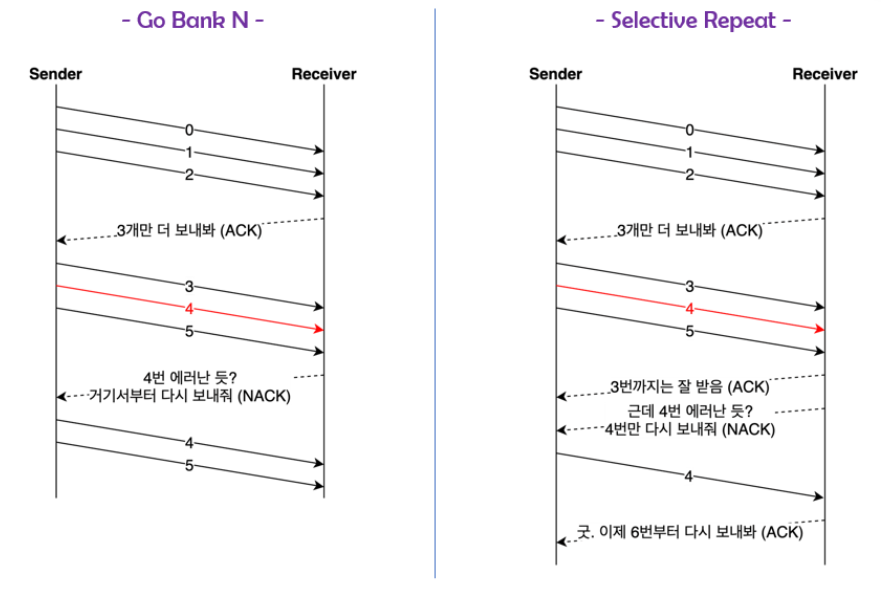 - Go Bank N -
Sender
Receiver
0
1
2
3개만 더 보내봐 (ACK)
3
4
5
4번 에러난 듯?
거기서부터 다시 보내줘 (NACK)
4
5
- Selective Repeat -
Sender
Receiver
0
1
2
3개만 더 보내봐 (ACK)
3
4
5
3번까지는 잘 받음 (ACK)
근데 4번 에러난 듯?
4번만 다시 보내줘 (NACK)
4
굿. 이제 6번부터 다시 보내봐 (ACK)